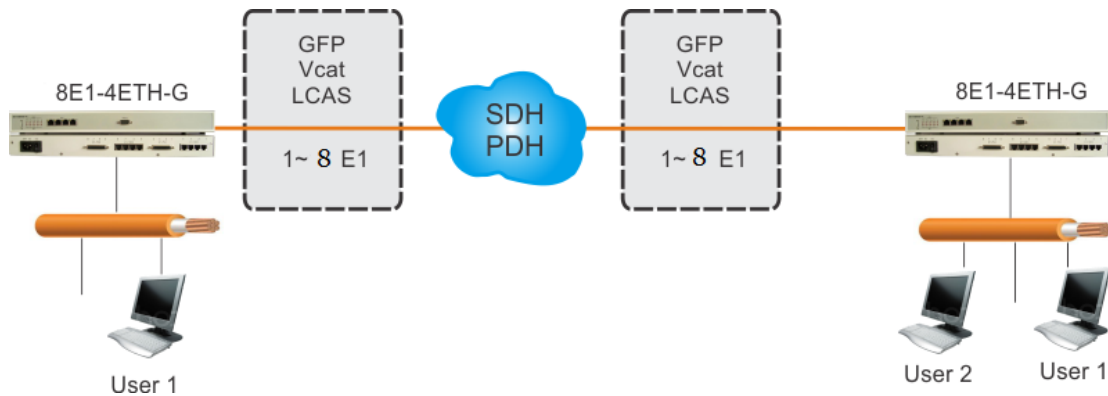 8E1-4ETH-G
GFP
Vcat
LCAS
1~ 8 E1
SDH
PDH
GFP
Vcat
LCAS
1~ 8 E1
8E1-4ETH-G
User 1
User 2
User 1